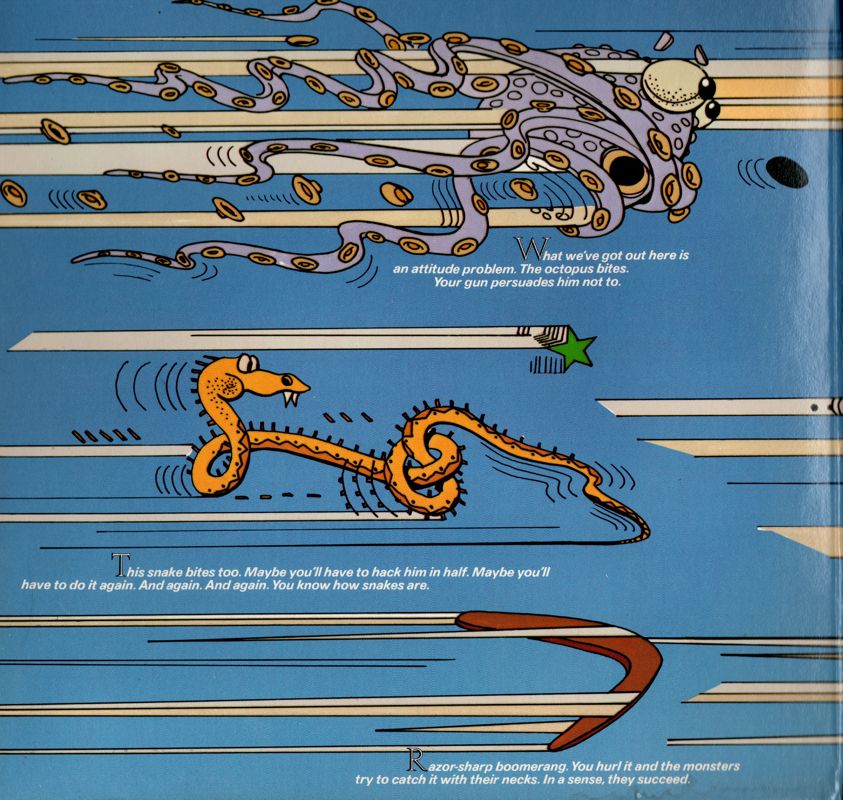 What we've got out here is
an attitude problem. The octopus bites.
Your gun persuades him not to.
This snake bites too. Maybe you'll have to hack him in half. Maybe you'll
have to do it again. And again. And again. You know how snakes are.
Razor-sharp boomerang. You hurl it and the monsters
try to catch it with their necks. In a sense, they succeed.